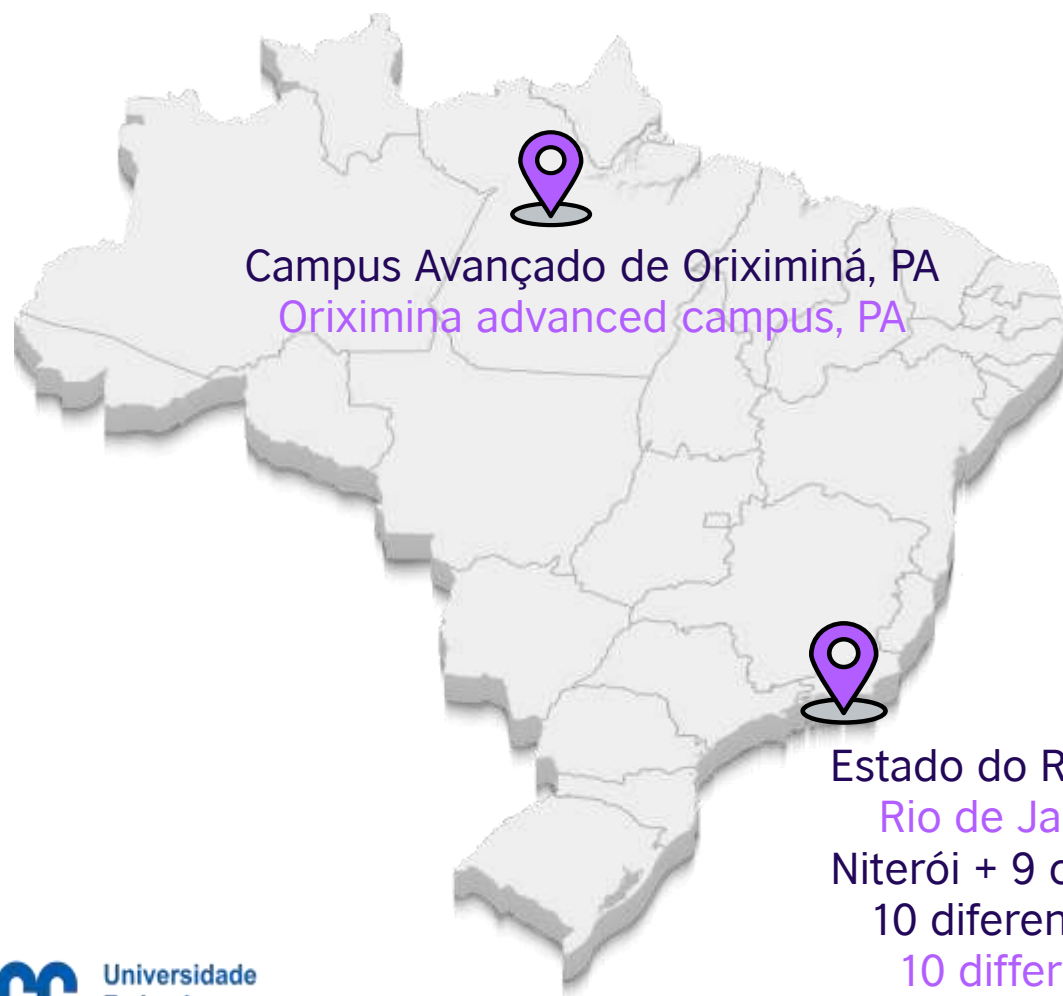 Campus Avançado de Oriximiná, PA
Oriximina advanced campus, PA
Estado do R
Rio de Ja
Niterói + 9
10 diferen
10 differ
Universidade